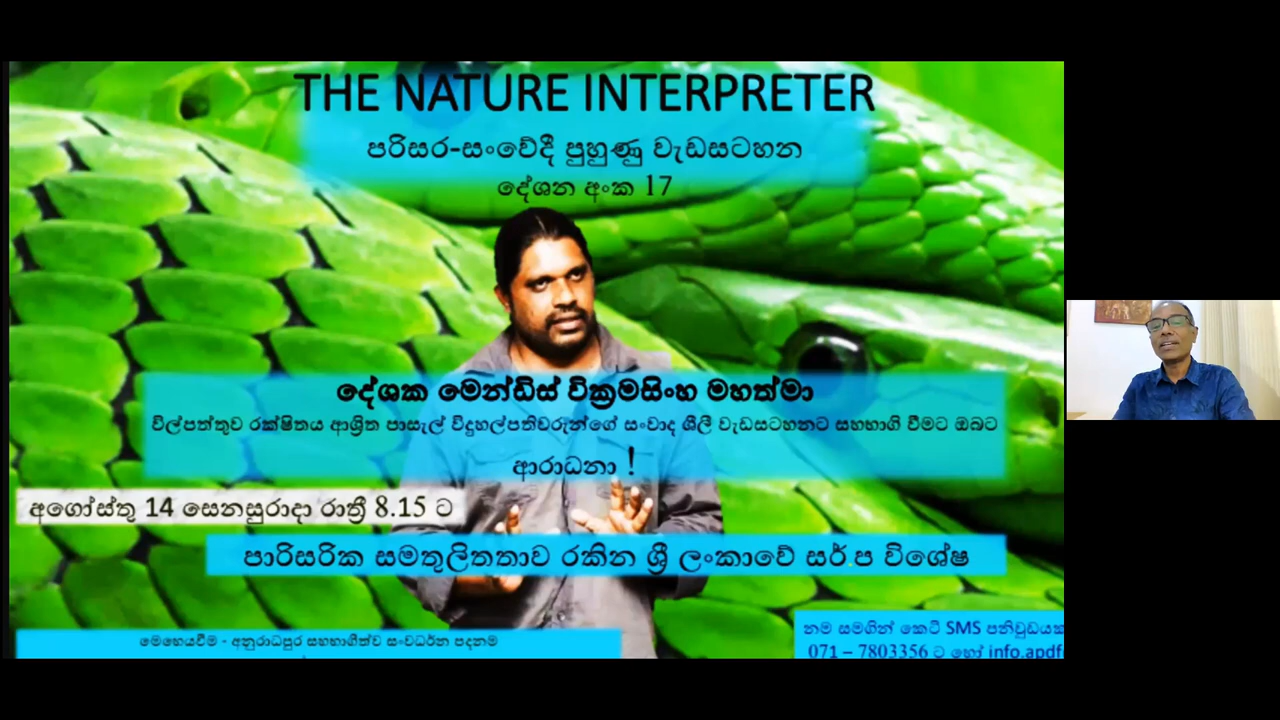 THE NATURE INTERPRETER
පරිසර-සංවේදී පුහුණු වැඩසටහන
දේශන අංක 17
දේශක මෙන්ඩිස් වික්‍රමසිංහ මහත්මා
විල්පත්තුව රක්ෂිතය ආශ්‍රිත පාසැල් විදුහල්පතිවරුන්ගේ සංවාද ශීලී වැඩසටහනට සහභාගි වීමට ඔබට
ආරාධනා !
අගෝස්තු 14 සෙනසුරාදා රාත්‍රී 8.15 ට
පාරිසරික සමතුලිතතාව රකින ශ්‍රී ලංකාවේ සර්.ප විශේෂ
මෙහෙයවීම - අනුරාධපුර සහභාගීත්ව සංවර්ධන පදනම
නම සමගින් කෙටි SMS පනිවුඩයක
071 – 7803356 ට හෝ info.apdf